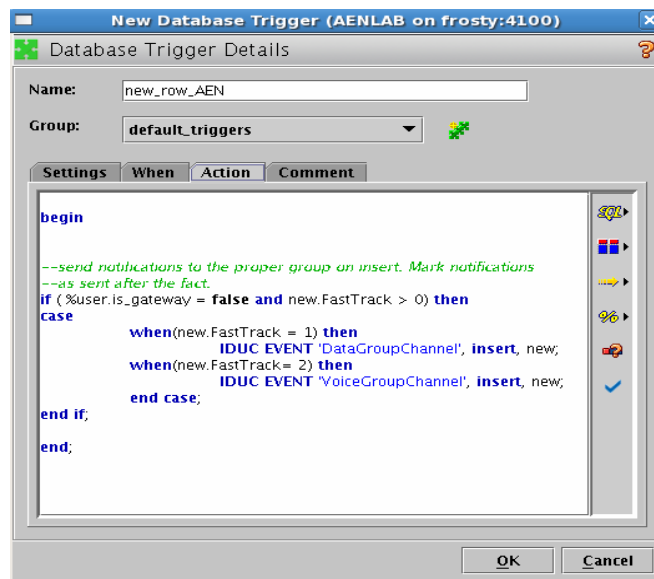 New Database Trigger (AENLAB on frosty:4100)
Database Trigger Details
Name: new_row_AEN
Group: default_triggers
Settings When Action Comment
begin
--send notifications to the proper group on insert. Mark notifications
--as sent after the fact.
if ( %user.is_gateway = false and new.FastTrack > 0) then
case
when(new.FastTrack = 1) then
IDUC EVENT 'DataGroupChannel', insert, new;
when(new.FastTrack= 2) then
IDUC EVENT 'VoiceGroupChannel', insert, new;
end case;
end if;
end;
OK Cancel